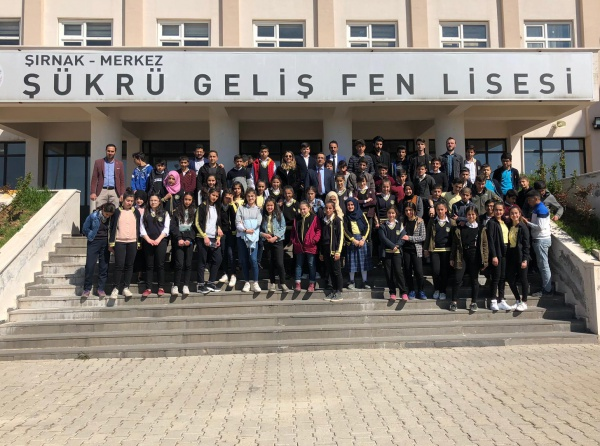 ŞIRNAK - MERKEZ
ŞÜKRÜ GELİŞ FEN LİSESİ